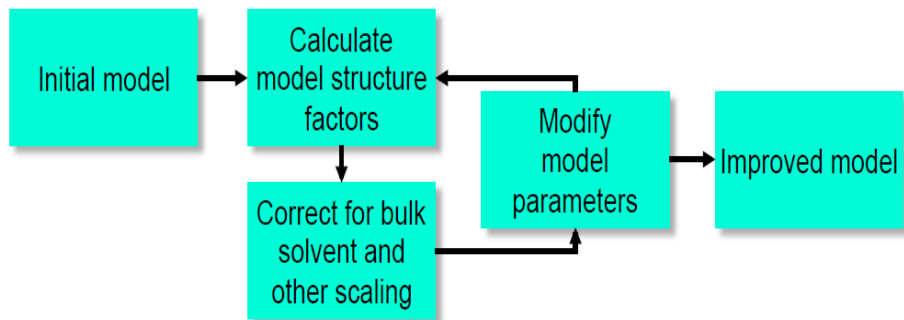 Initial model
Calculate
model structure
factors
Correct for bulk
solvent and
other scaling
Modify
model
parameters
Improved model